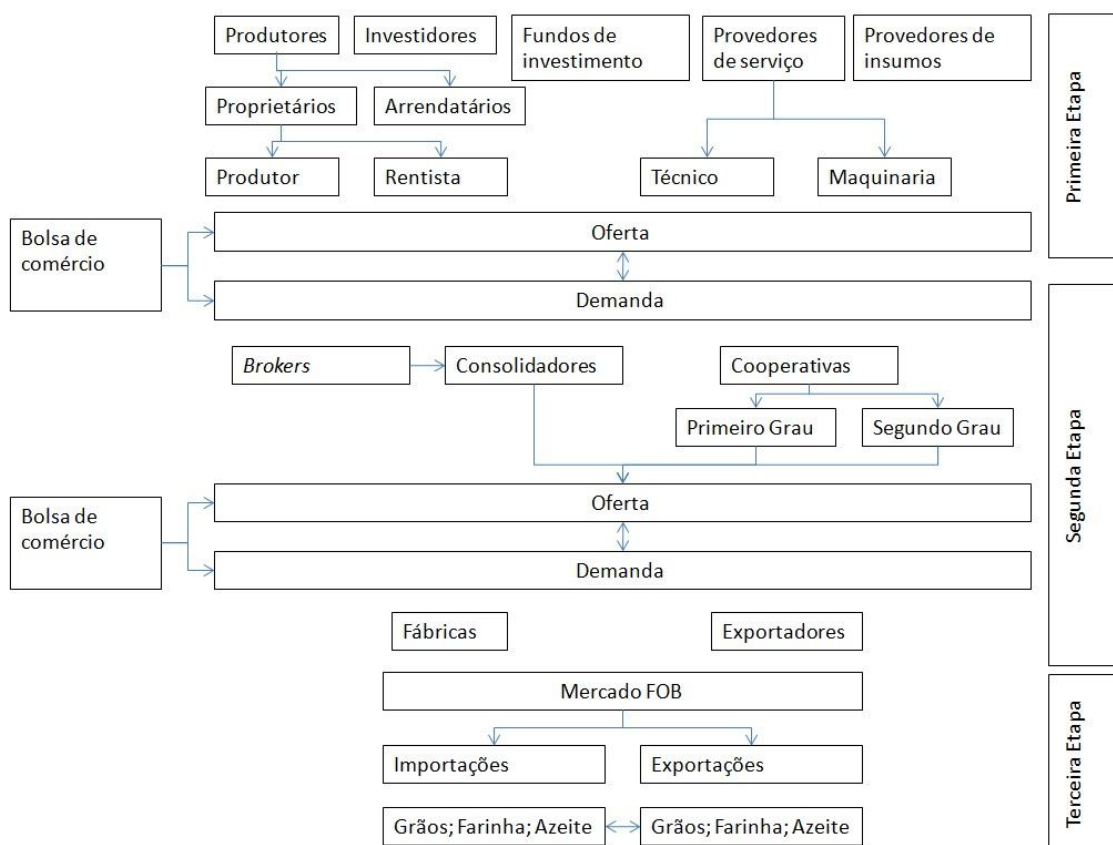 Produtores
Investidores
Fundos de
investimento
Provedores
de serviço
Provedores de
insumos
Proprietários
Arrendatários
Produtor
Rentista
Técnico
Maquinaria
Primeira Etapa
Bolsa de
comércio
Oferta
Demanda
Brokers
Consolidadores
Cooperativas
Primeiro Grau
Segundo Grau
Segunda Etapa
Bolsa de
comércio
Oferta
Demanda
Fábricas
Exportadores
Mercado FOB
Importações
Exportações
Grãos; Farinha; Azeite
Grãos; Farinha; Azeite
Terceira Etapa